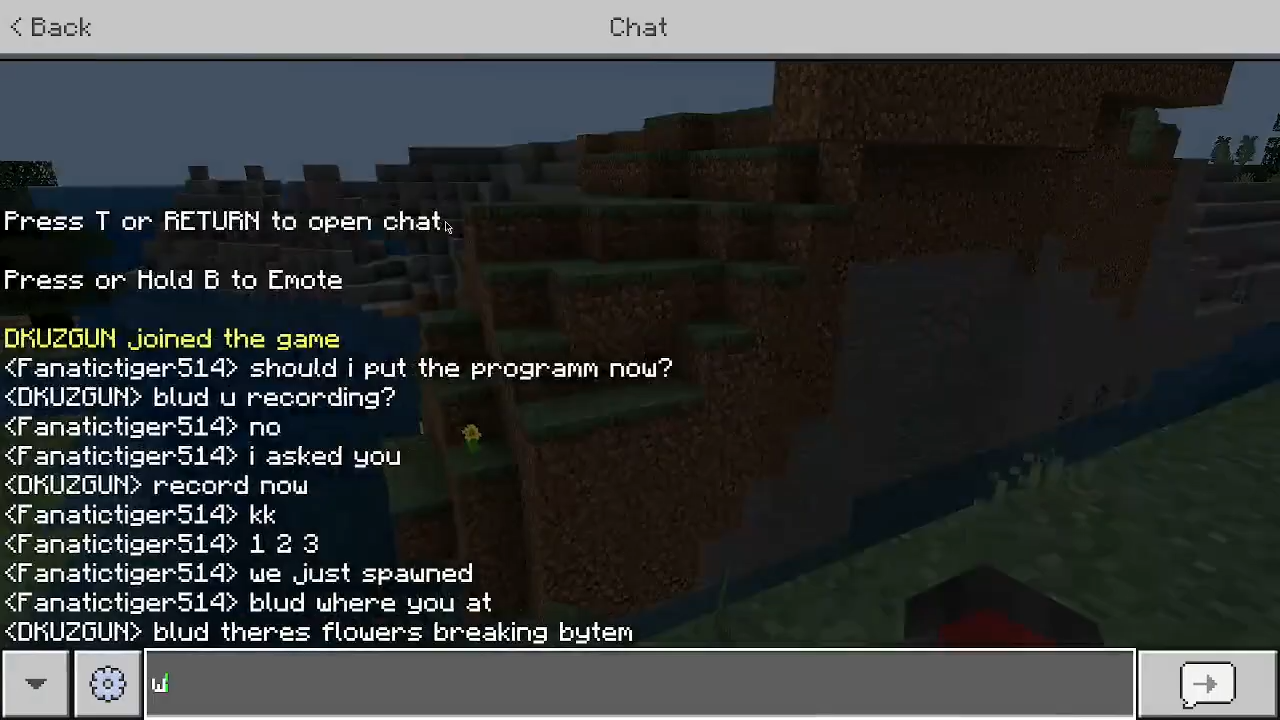 < Back
Chat
Press T or RETURN to open chat
Press or Hold B to Emote
DKUZGUN joined the game
<Fanatictiger514> should i put the programm now?
<DKUZGUN> blud u recording?
<Fanatictiger514> no
<Fanatictiger514> i asked you
<DKUZGUN> record now
<Fanatictiger514> kk
<Fanatictiger514> 1 2 3
<Fanatictiger514> we just spawned
<Fanatictiger514> blud where you at
<DKUZGUN> blud theres flowers breaking bytem
w